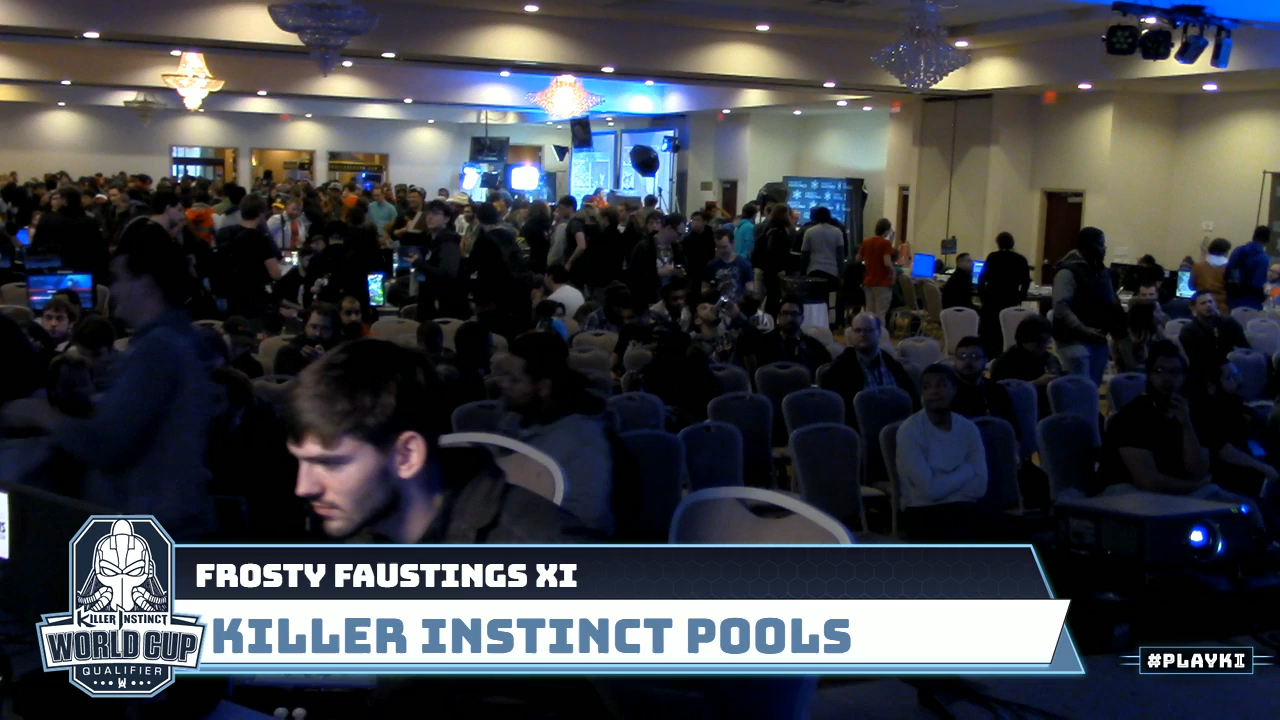 FROSTY FAUSTINGS XI
KILLER INSTINCT POOLS
KILLER INSTINCT
WORLD CUP
QUALIFIER
#PLAYKI